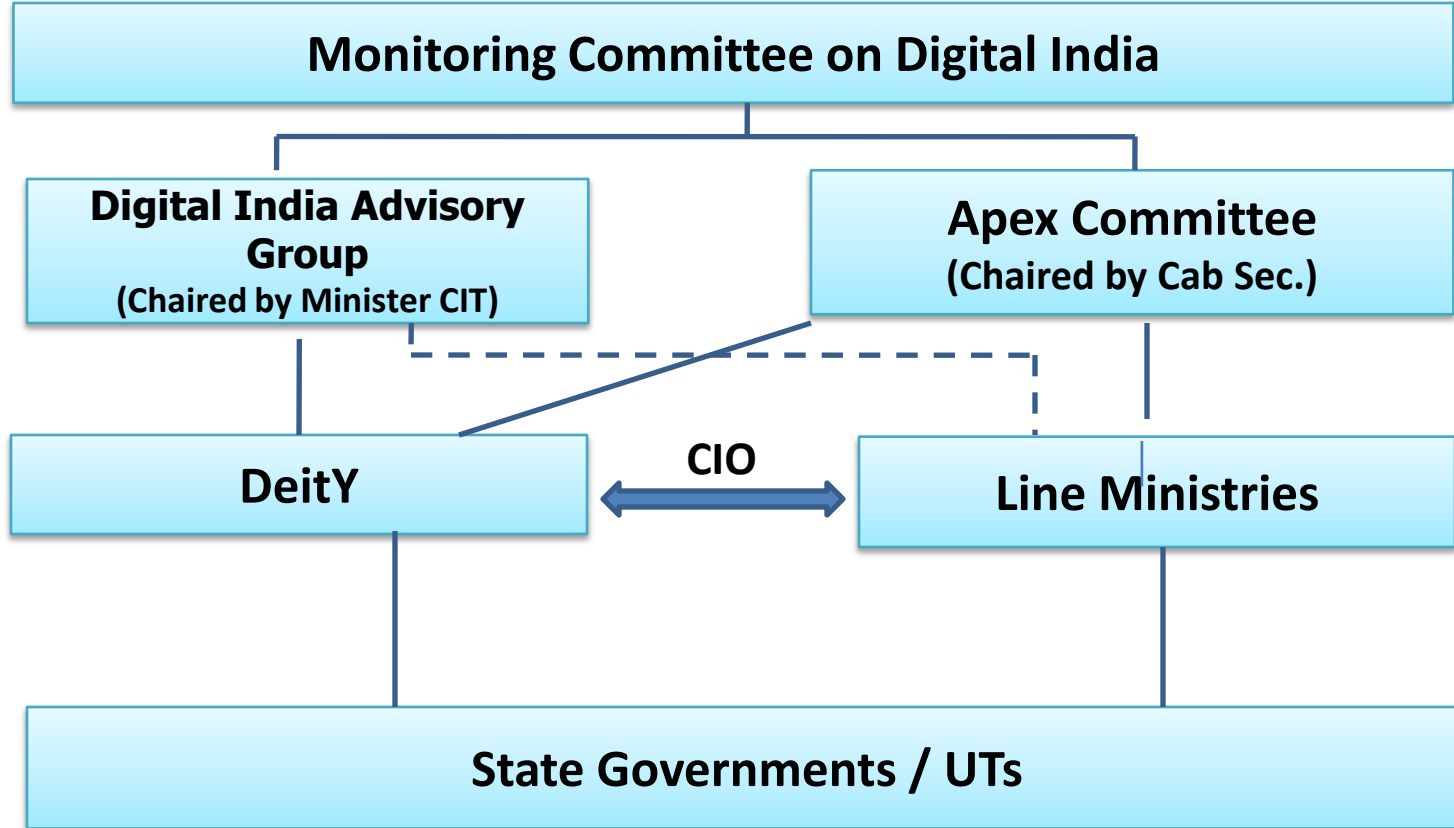 Monitoring Committee on Digital India
Digital India Advisory
Group
(Chaired by Minister CIT)
Apex Committee
(Chaired by Cab Sec.)
DeitY
CIO
Line Ministries
State Governments / UTs